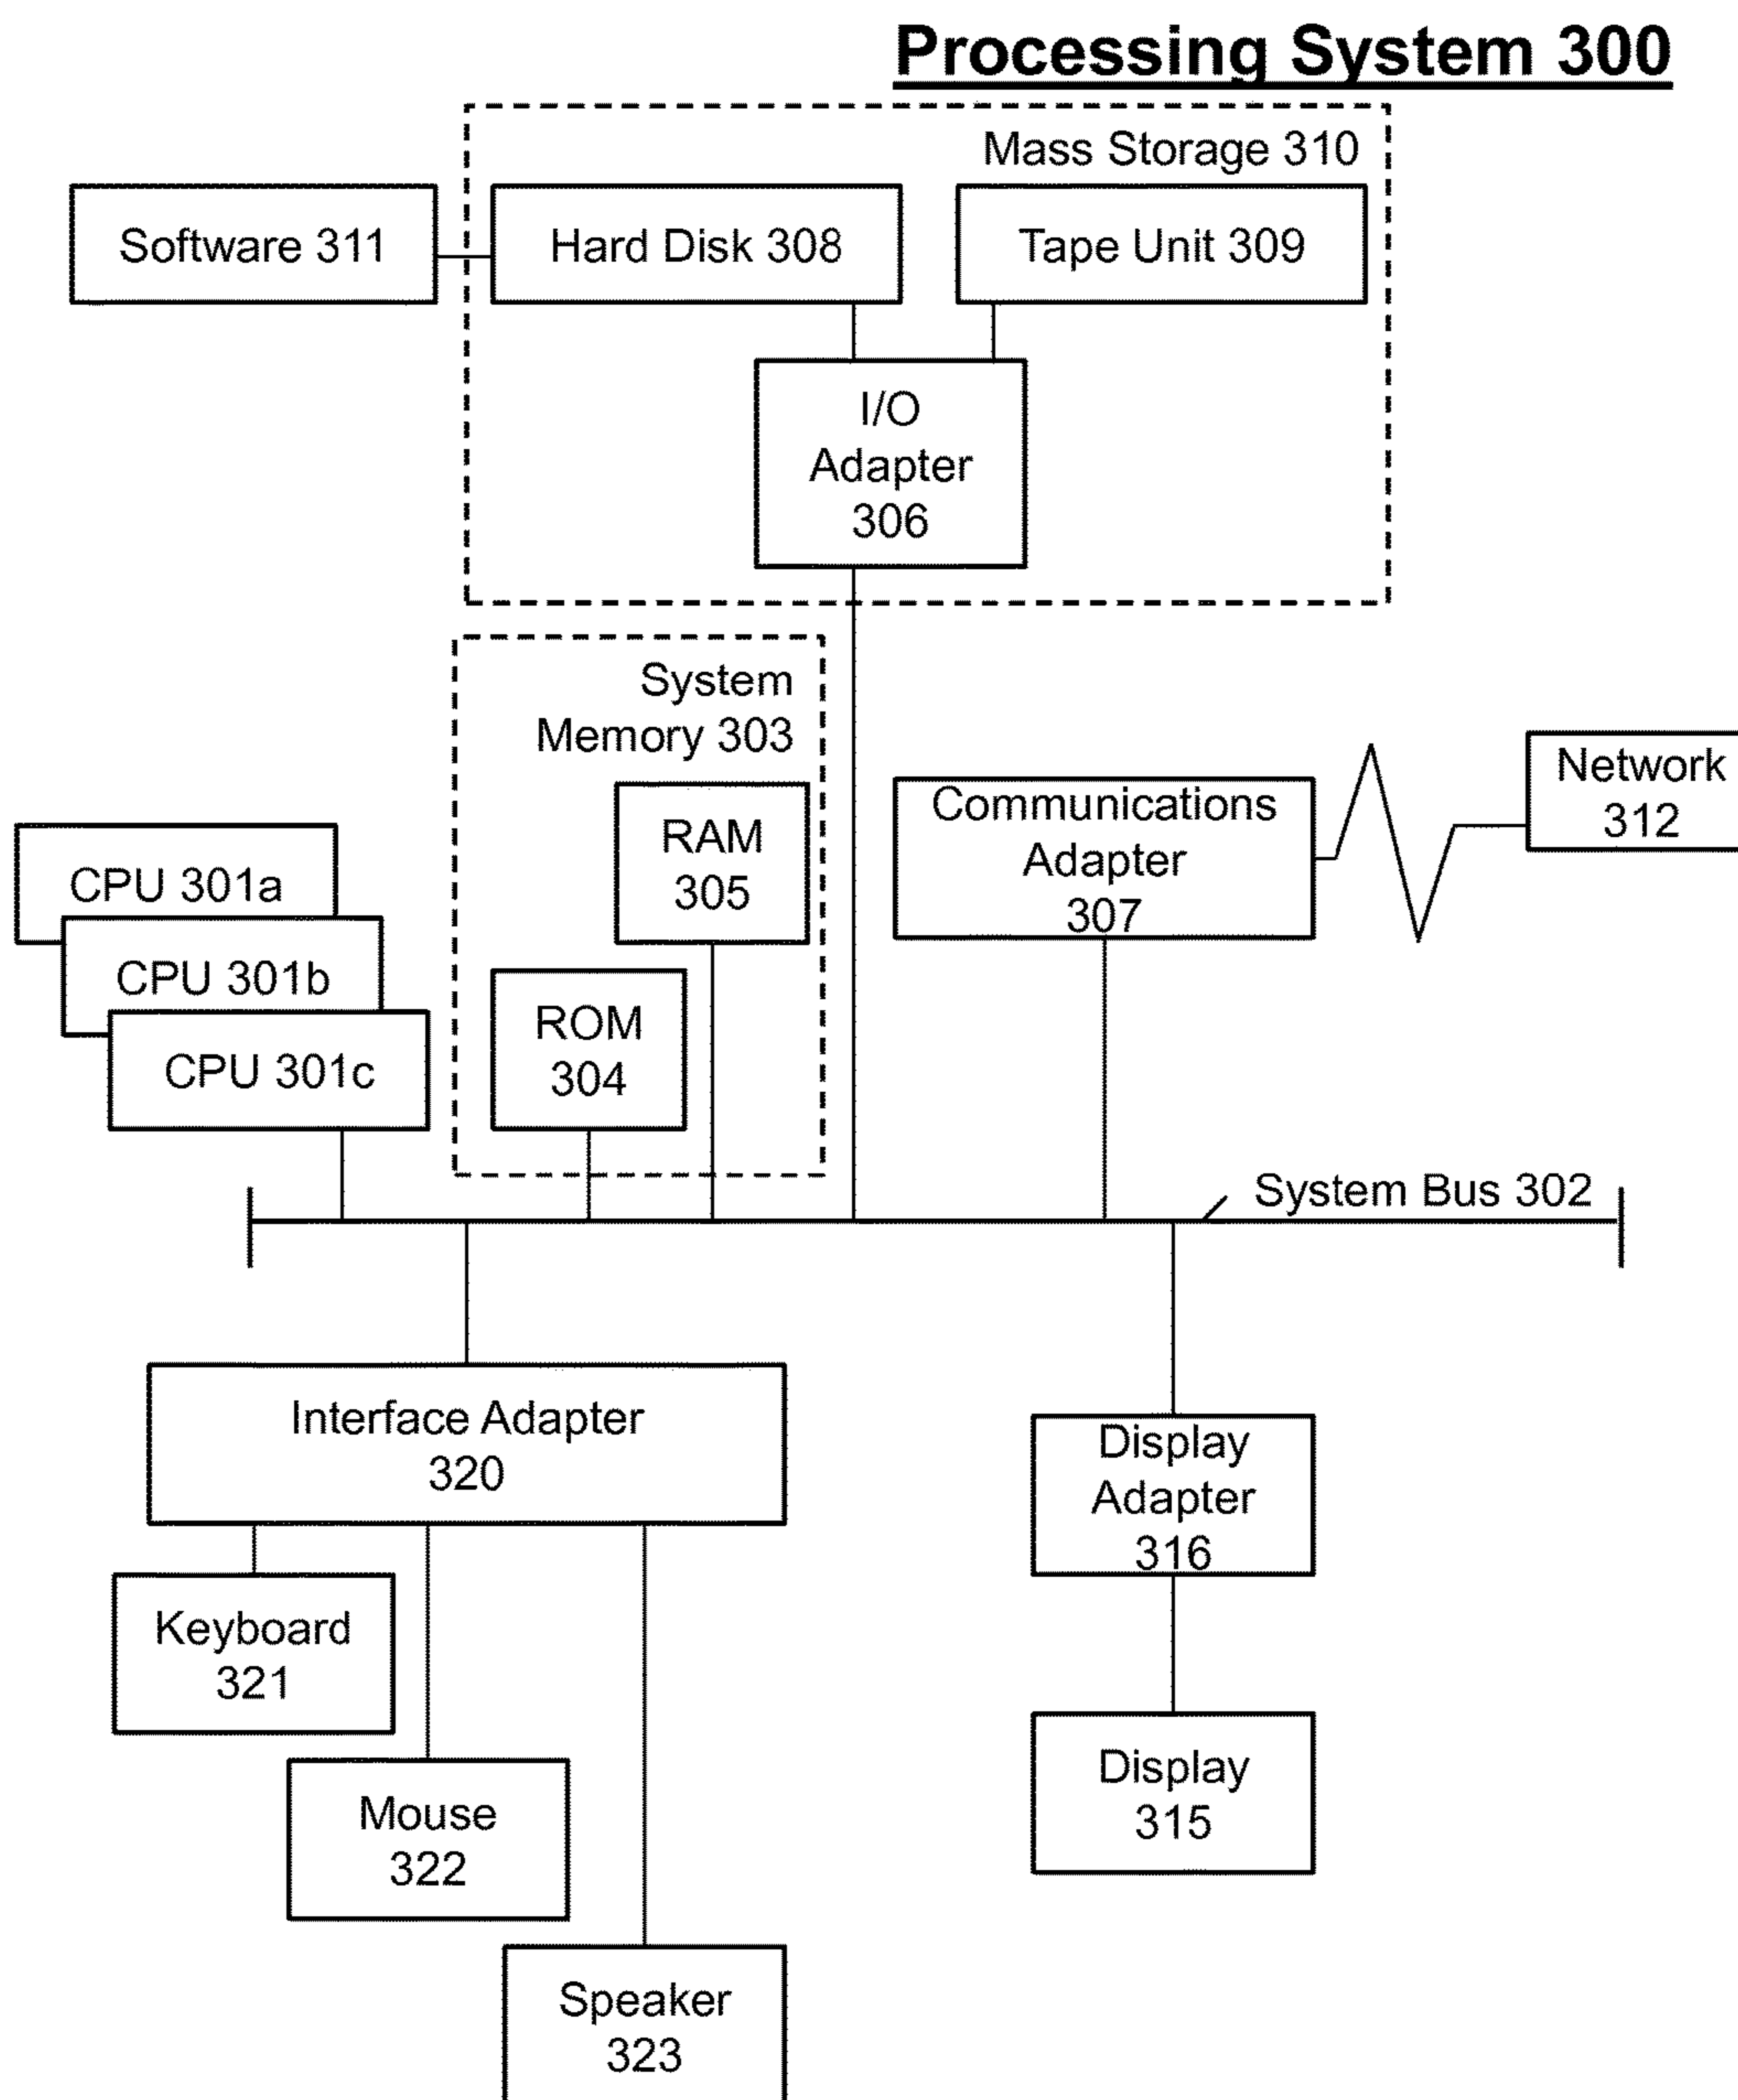 Processing System 300
Mass Storage 310
Software 311
Hard Disk 308
Tape Unit 309
I/O
Adapter
306
System
Memory 303
RAM
305
ROM
304
Communications
Adapter
307
Network
312
CPU 301a
CPU 301b
CPU 301c
System Bus 302
Interface Adapter
320
Display
Adapter
316
Keyboard
321
Mouse
322
Speaker
323
Display
315